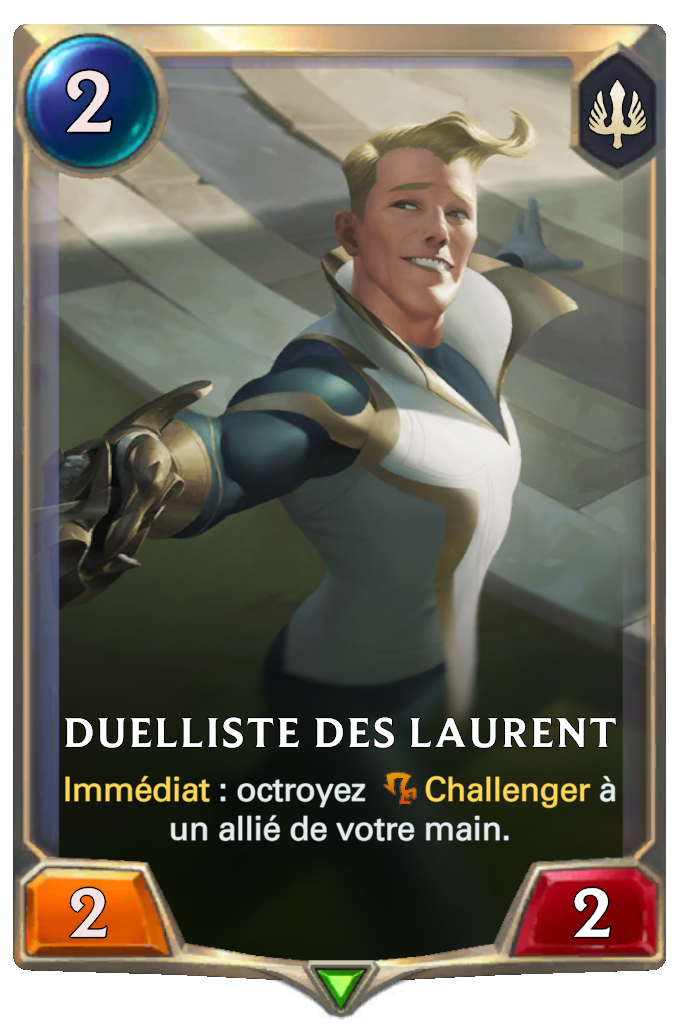 2
DUELLISTE DES LAURENT
Immédiat : octroyez Challenger à
un allié de votre main.
2 2